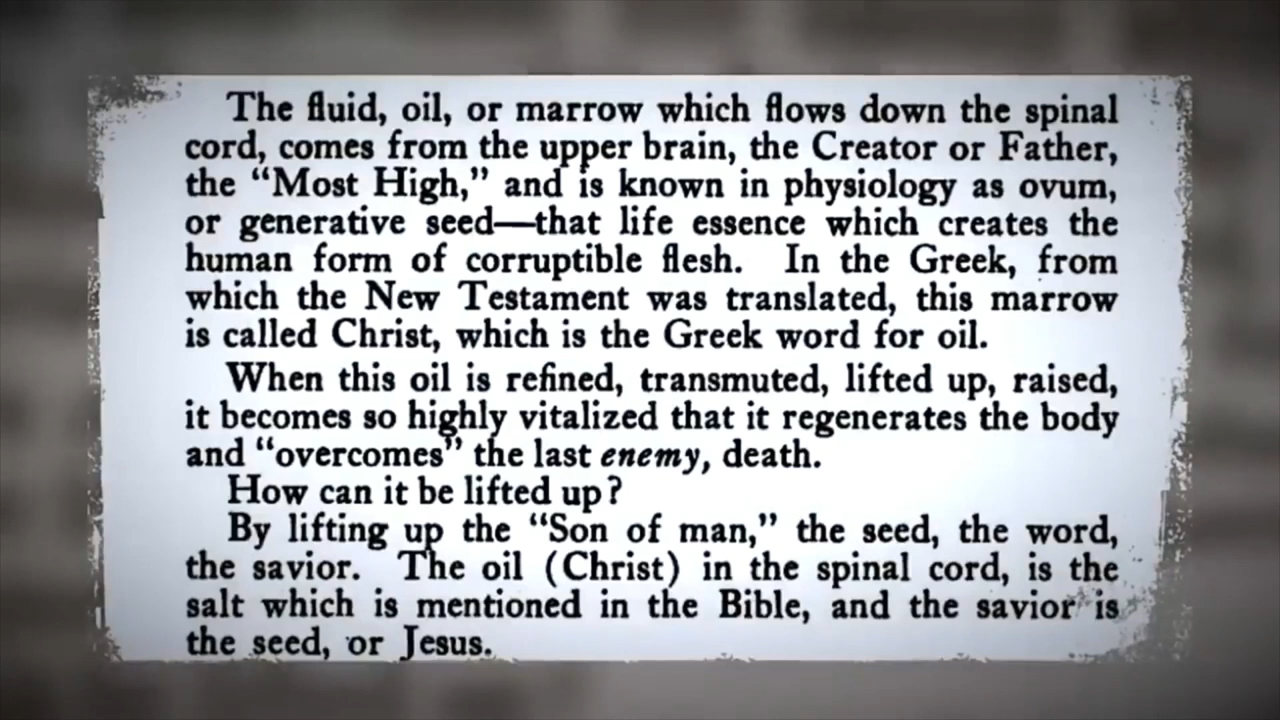 The fluid, oil, or marrow which flows down the spinal
cord, comes from the upper brain, the Creator or Father,
the “Most High,” and is known in physiology as ovum,
or generative seed—that life essence which creates the
human form of corruptible flesh. In the Greek, from
which the New Testament was translated, this marrow
is called Christ, which is the Greek word for oil.
When this oil is refined, transmuted, lifted up, raised,
it becomes so highly vitalized that it regenerates the body
and “overcomes” the last enemy, death.
How can it be lifted up?
By lifting up the “Son of man,” the seed, the word,
the savior. The oil (Christ) in the spinal cord, is the
salt which is mentioned in the Bible, and the savior is
the seed, or Jesus.